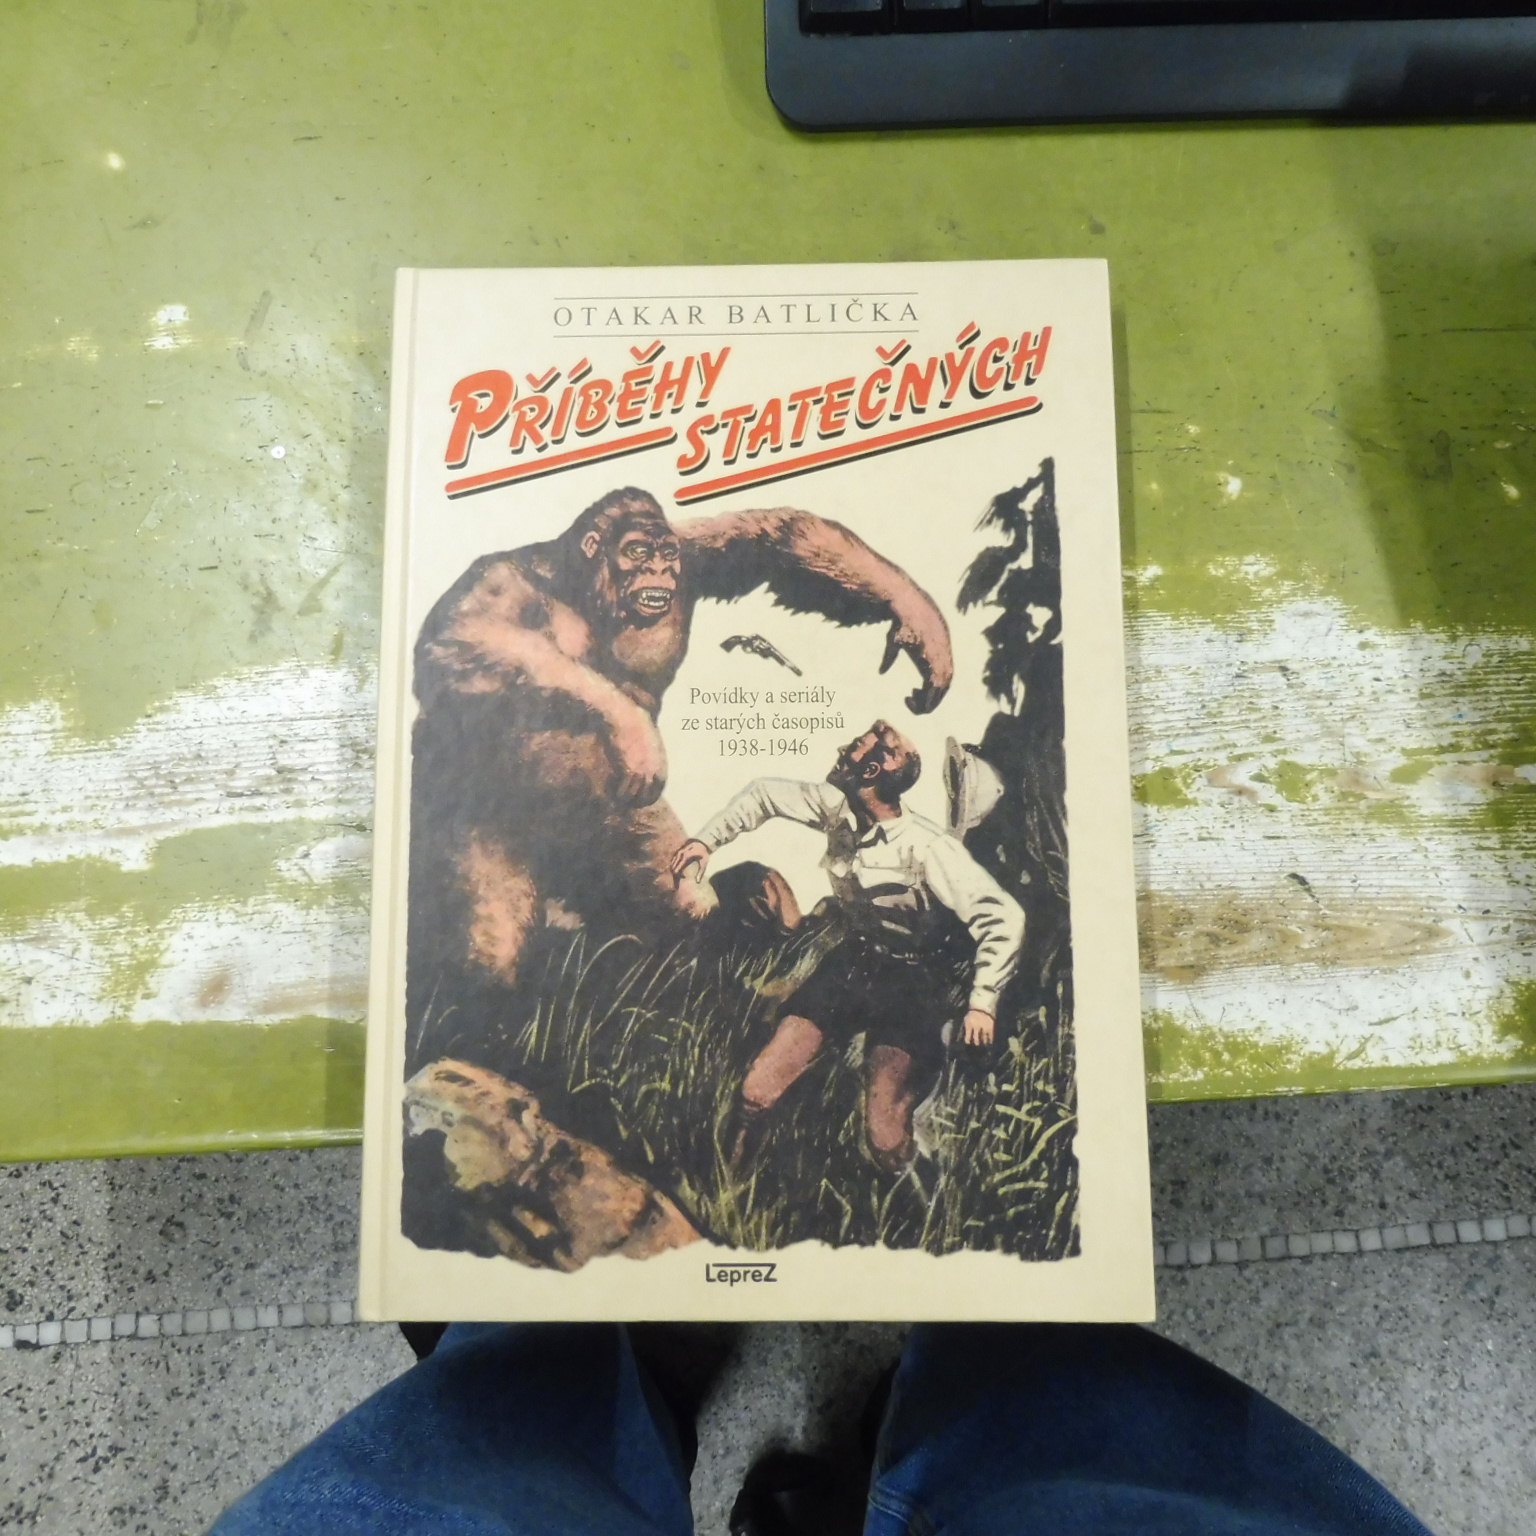 OTAKAR BATLIČKA
PŘÍBĚHY
STATEČNÝCH
Povídky a seriály
ze starých časopisů
1938-1946
LepreZ